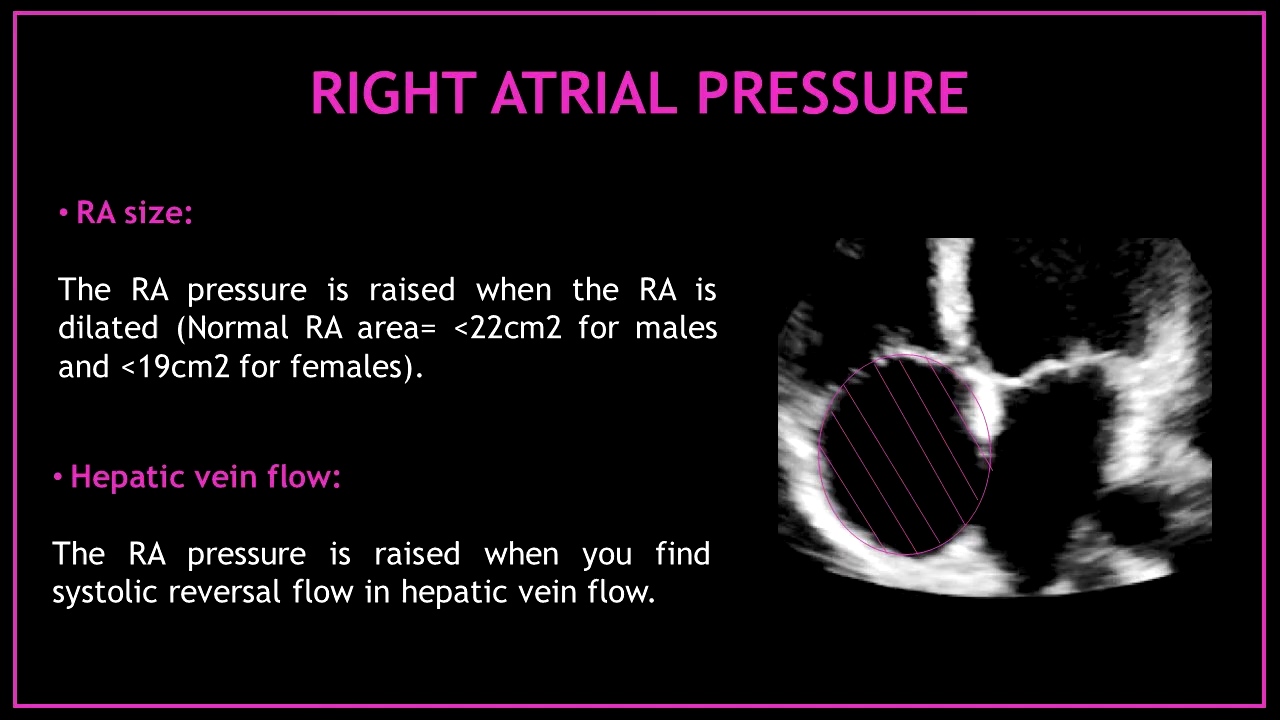 RIGHT ATRIAL PRESSURE
• RA size:
The RA pressure is raised when the RA is
dilated (Normal RA area= <22cm2 for males
and <19cm2 for females).
• Hepatic vein flow:
The RA pressure is raised when you find
systolic reversal flow in hepatic vein flow.